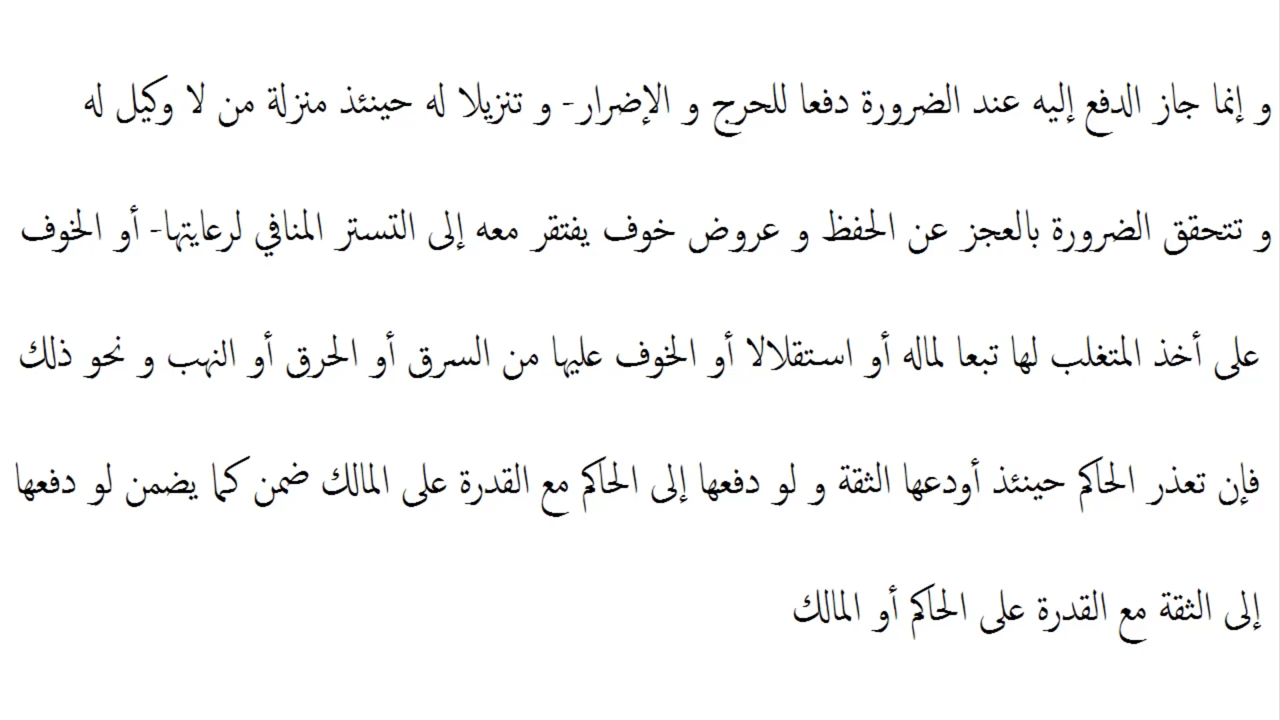 و إنما جاز الدفع إليه عند الضرورة دفعا للحرج و الإضرار- و تنزيلا له حينئذ منزلة من لا وكيل له
و تتحقق الضرورة بالعجز عن الحفظ و عروض خوف يفتقر معه إلى التستر المنافي لرعايتها- أو الخوف
على أخذ المتغلب لها تبعا لماله أو استقلالا أو الخوف عليها من السرق أو الحرق أو النهب و نحو ذلك
فإن تعذر الحاكم حينئذ أودعها الثقة و لو دفعها إلى الحاكم مع القدرة على المالك ضمن كما يضمن لو دفعها
إلى الثقة مع القدرة على الحاكم أو المالك